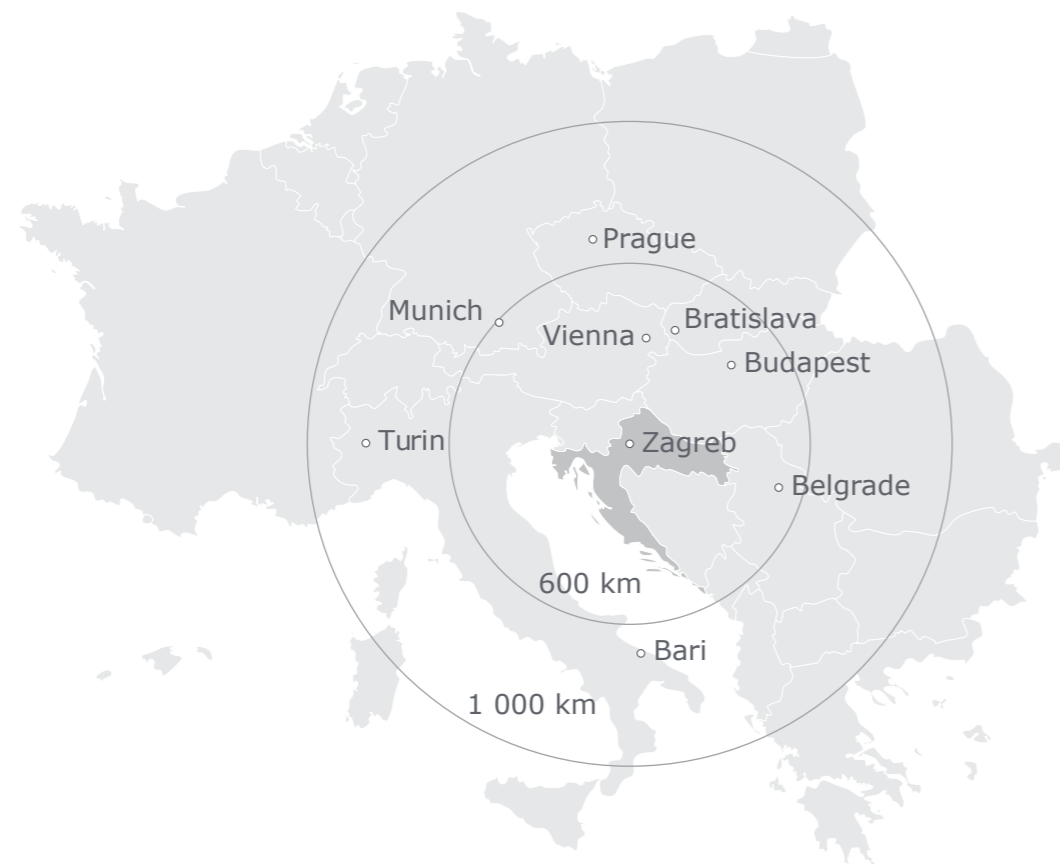 Prague
Munich
Bratislava
Vienna
Budapest
Turin
Zagreb
Belgrade
600 km
Bari
1 000 km